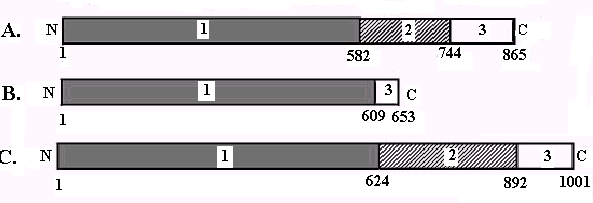 A. N 1 2 3 C
1 582 744 865
B. N 1 3 C
1 609 653
C. N 1 2 3 C
1 624 892 1001